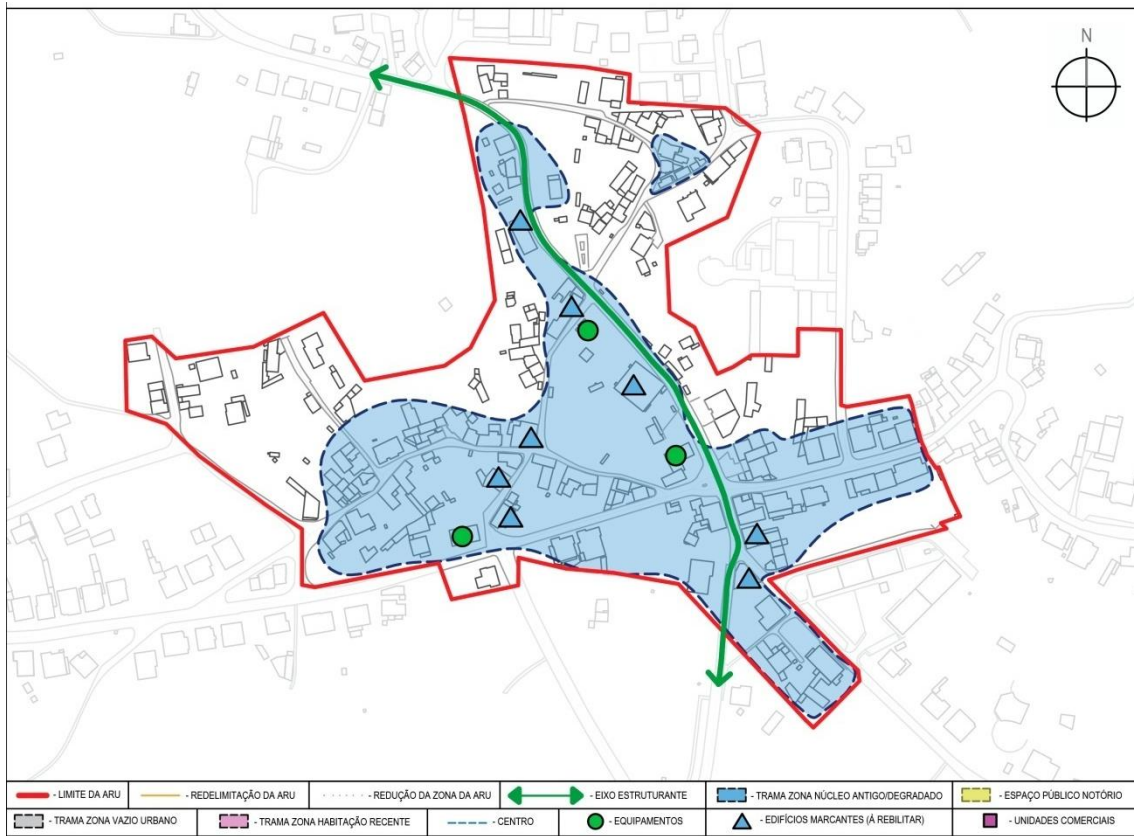 N
- LIMITE DA ARU
- REDELIMITAÇÃO DA ARU
- REDUÇÃO DA ZONA DA ARU
- EIXO ESTRUTURANTE
- TRAMA ZONA NÚCLEO ANTIGO/DEGRADADO
- ESPAÇO PÚBLICO NOTÓRIO
- TRAMA ZONA VAZIO URBANO
- TRAMA ZONA HABITAÇÃO RECENTE
- CENTRO
- EQUIPAMENTOS
- EDIFÍCIOS MARCANTES (Á REBILITAR)
- UNIDADES COMERCIAIS